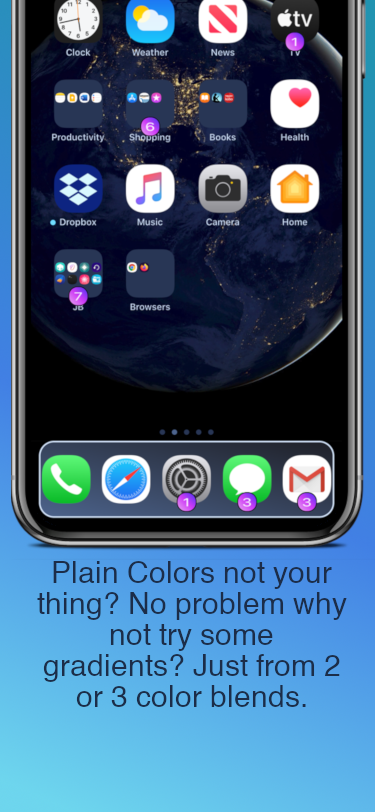 12
tv
Clock Weather News TV
1
Productivity Shopping Books Health
6
Dropbox Music Camera Home
JB Browsers
7
1 3 3
Plain Colors not your
thing? No problem why
not try some
gradients? Just from 2
or 3 color blends.